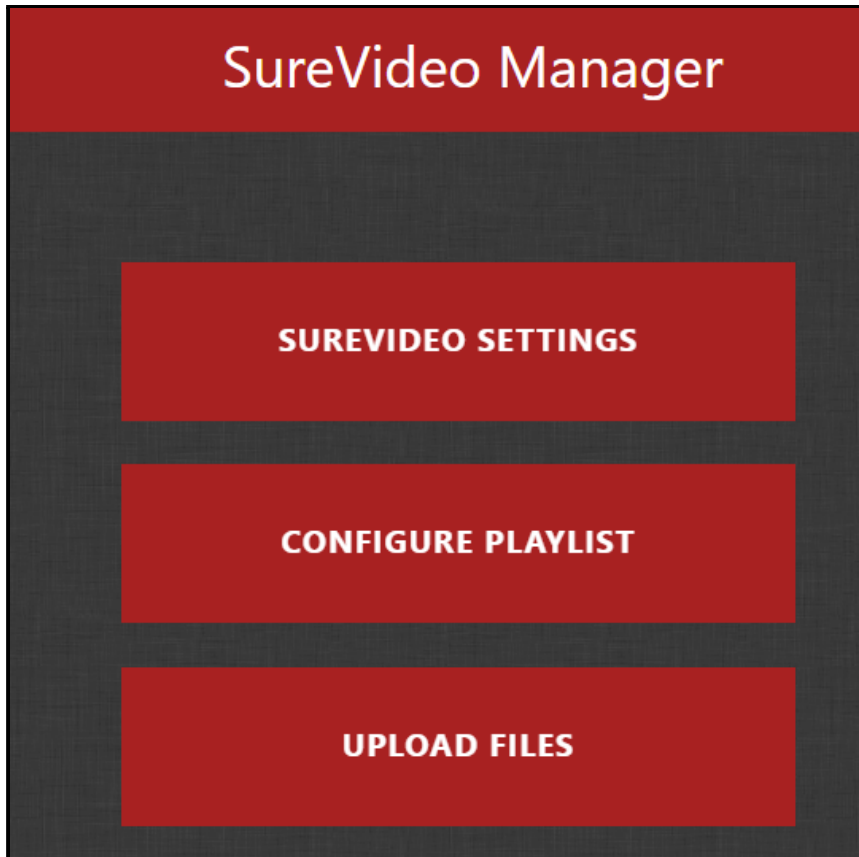 SureVideo Manager
SUREVIDEO SETTINGS
CONFIGURE PLAYLIST
UPLOAD FILES